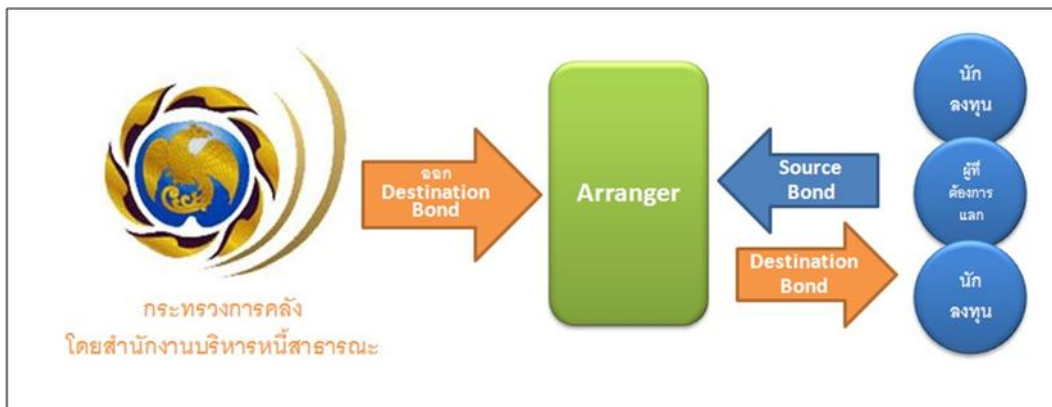 กระทรวงการคลัง
โดยสำนักงานบริหารหนี้สาธารณะ
ออก
Destination
Bond
Arranger
Source
Bond
Destination
Bond
นัก
ลงทุน
ผู้ที่
ต้องการ
แลก
นัก
ลงทุน